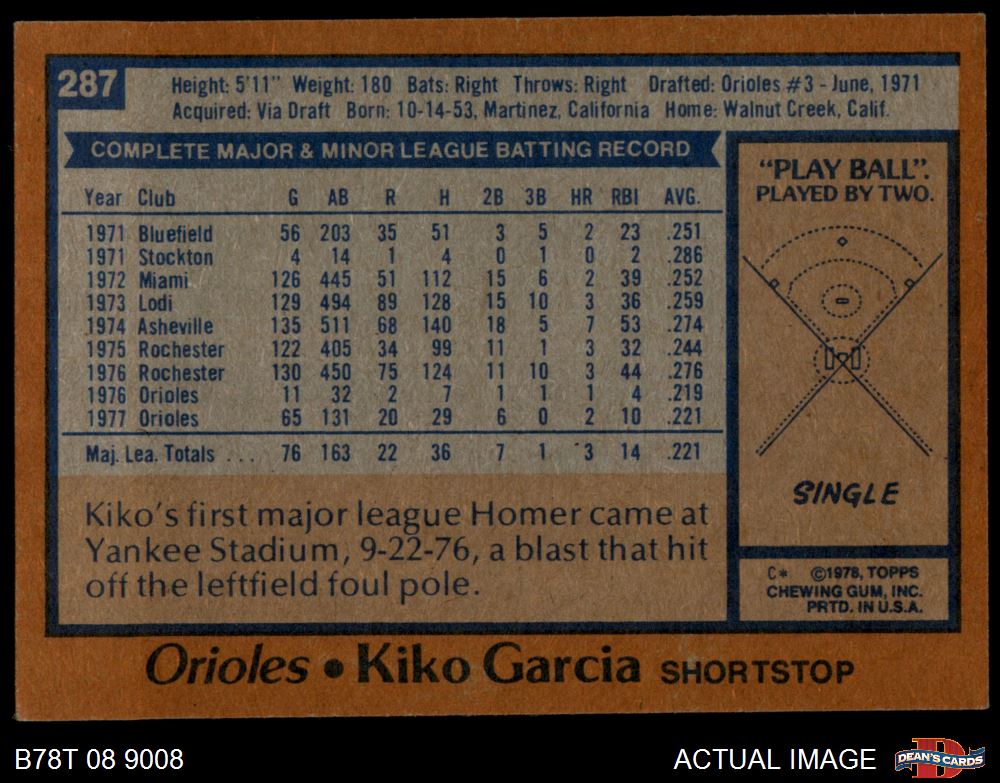 287
Height: 5'11" Weight: 180 Bats: Right Throws: Right Drafted: Orioles #3 - June, 1971
Acquired: Via Draft Born: 10-14-53, Martinez, California Home: Walnut Creek, Calif.
COMPLETE MAJOR & MINOR LEAGUE BATTING RECORD
Year Club G AB R H 2B 3B HR RBI AVG.
1971 Bluefield 56 203 35 51 3 5 2 23 .251
1971 Stockton 4 14 1 4 0 1 0 2 .286
1972 Miami 126 445 51 112 15 6 2 39 .252
1973 Lodi 129 494 89 128 15 10 3 36 .259
1974 Asheville 135 511 68 140 18 5 7 53 .274
1975 Rochester 122 405 34 99 11 1 3 32 .244
1976 Rochester 130 450 75 124 11 10 3 44 .276
1976 Orioles 11 32 2 7 1 1 1 4 .219
1977 Orioles 65 131 20 29 6 0 2 10 .221
Maj. Lea. Totals . . . 76 163 22 36 7 1 3 14 .221
Kiko's first major league Homer came at
Yankee Stadium, 9-22-76, a blast that hit
off the leftfield foul pole.
"PLAY BALL".
PLAYED BY TWO.
SINGLE
C* ©1978, TOPPS
CHEWING GUM, INC.
PRTD. IN U.S.A.
Orioles • Kiko Garcia SHORTSTOP
B78T 08 9008
ACTUAL IMAGE
D
DEAN'S CARDS